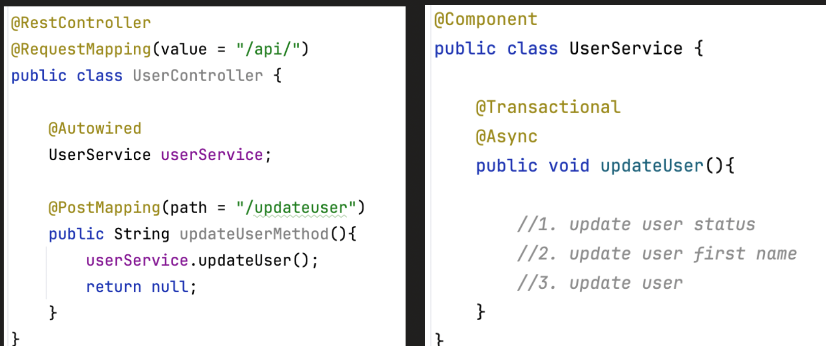 @RestController
@RequestMapping(value = "/api/")
public class UserController {
@Autowired
UserService userService;
@PostMapping(path = "/updateuser")
public String updateUserMethod(){
userService.updateUser();
return null;
}
}
@Component
public class UserService {
@Transactional
@Async
public void updateUser(){
//1. update user status
//2. update user first name
//3. update user
}
}